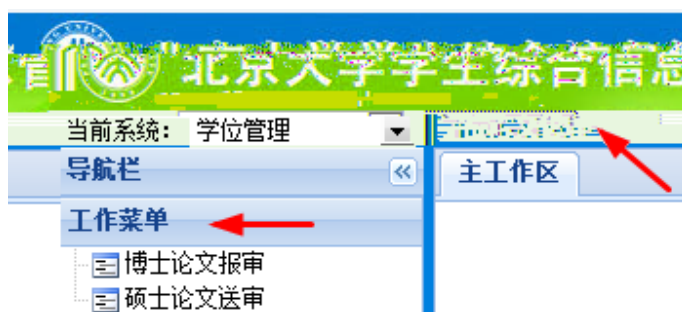 北京大学学生综合信息
当前系统： 学位管理
导航栏
主工作区
工作菜单
博士论文报审
硕士论文送审